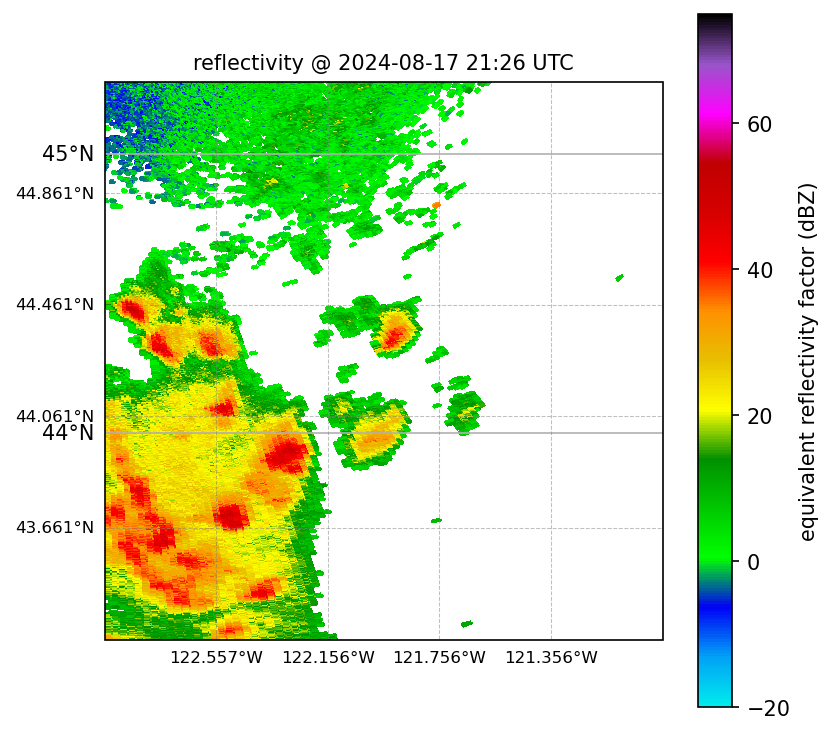 reflectivity @ 2024-08-17 21:26 UTC
45°N
44.861°N
44.461°N
44.061°N
44°N
43.661°N
122.557°W 122.156°W 121.756°W 121.356°W
60
40
20
0
−20
equivalent reflectivity factor (dBZ)